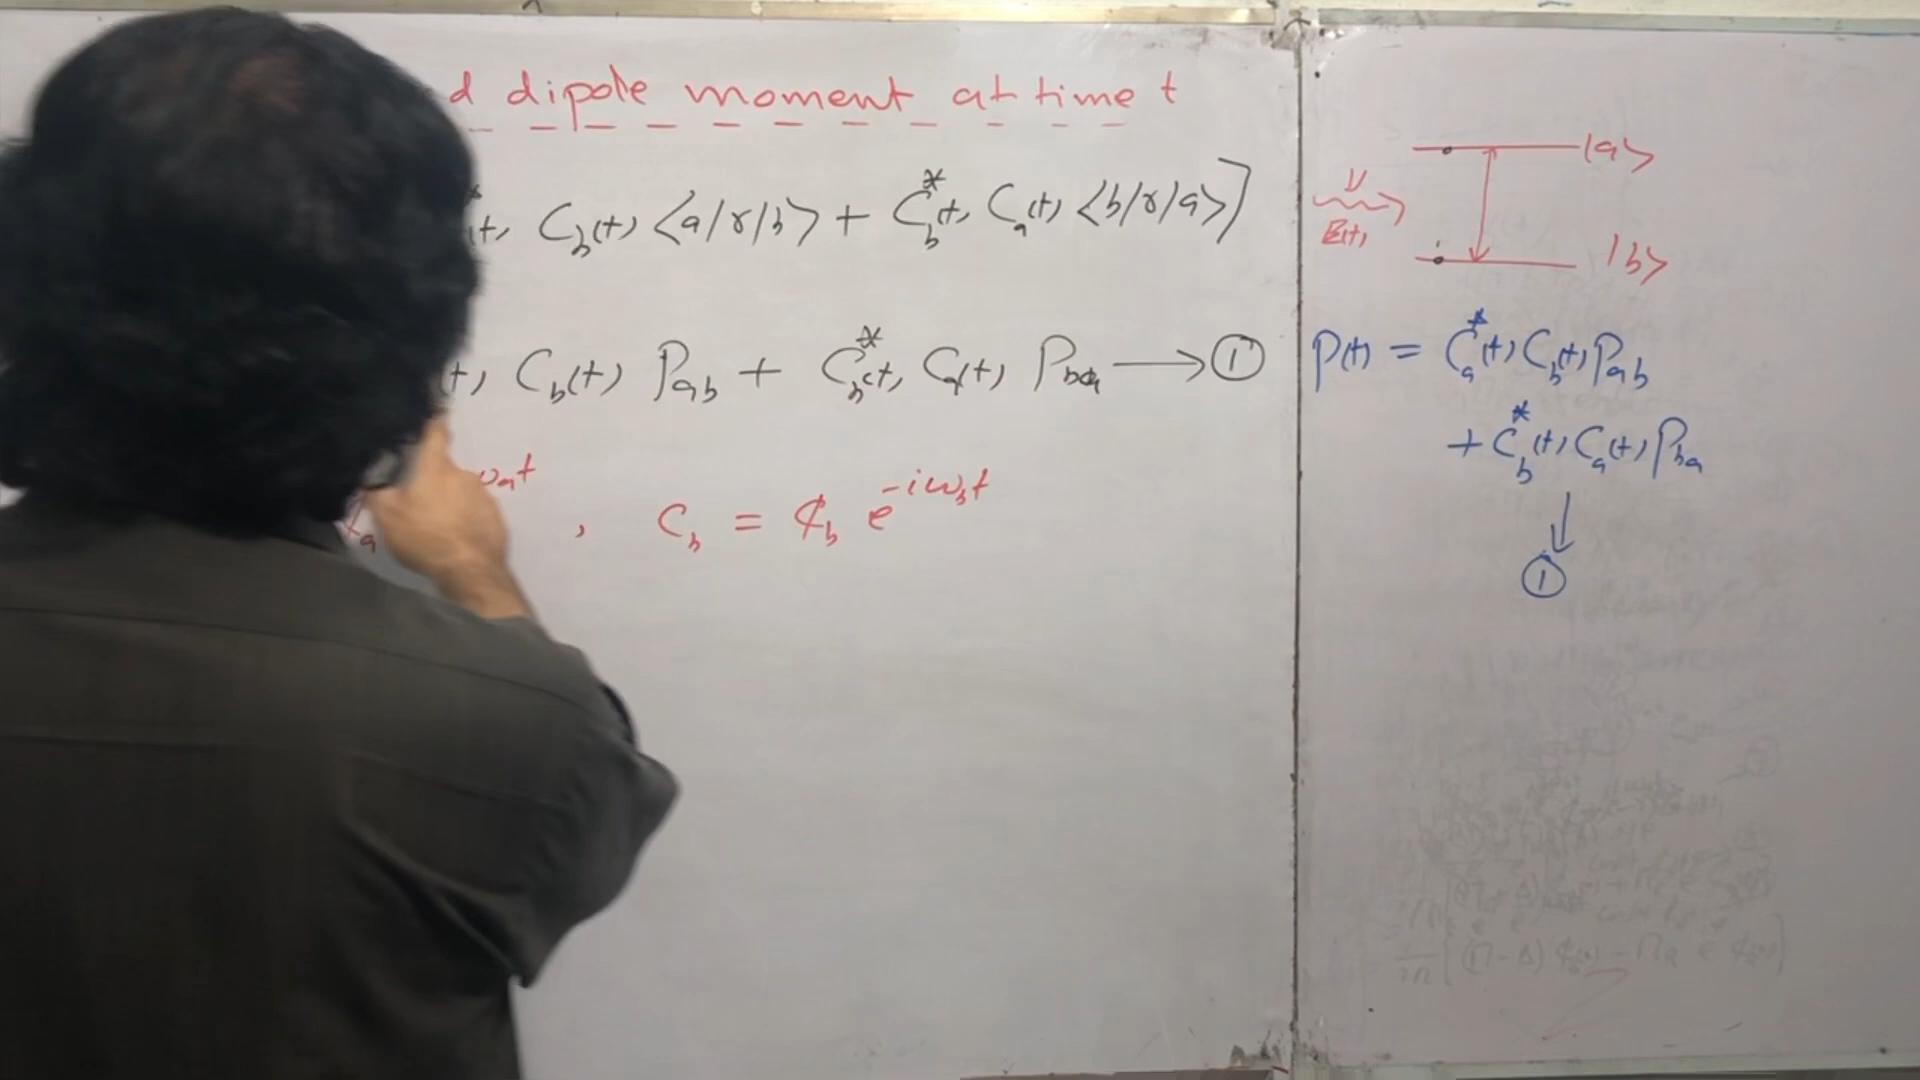 d dipole moment at time t
(t) C_b(t) <a/r/b> + C_b^*(t) C_a(t) <b/r/a>]
(t) C_b(t) P_ab + C_b^*(t) C_a(t) P_ba → ①
ω_a t , C_b = ¢_b e^{-iω_b t}
|a>
ν
E(t)
|b>
P(t) = C_a^*(t) C_b(t) P_ab
+ C_b^*(t) C_a(t) P_ba
↓
①